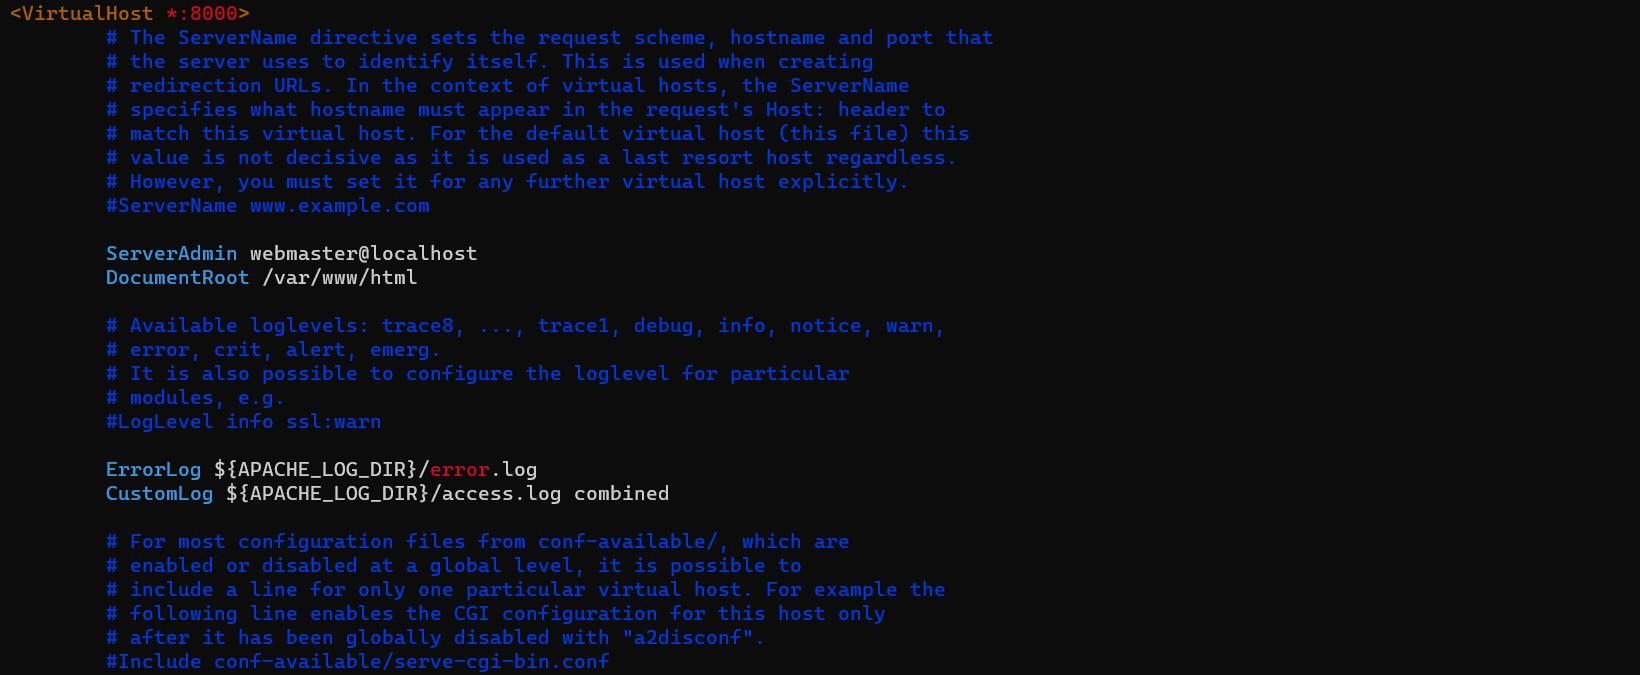 <VirtualHost *:8000>
# The ServerName directive sets the request scheme, hostname and port that
# the server uses to identify itself. This is used when creating
# redirection URLs. In the context of virtual hosts, the ServerName
# specifies what hostname must appear in the request's Host: header to
# match this virtual host. For the default virtual host (this file) this
# value is not decisive as it is used as a last resort host regardless.
# However, you must set it for any further virtual host explicitly.
#ServerName www.example.com
ServerAdmin webmaster@localhost
DocumentRoot /var/www/html
# Available loglevels: trace8, ..., trace1, debug, info, notice, warn,
# error, crit, alert, emerg.
# It is also possible to configure the loglevel for particular
# modules, e.g.
#LogLevel info ssl:warn
ErrorLog ${APACHE_LOG_DIR}/error.log
CustomLog ${APACHE_LOG_DIR}/access.log combined
# For most configuration files from conf-available/, which are
# enabled or disabled at a global level, it is possible to
# include a line for only one particular virtual host. For example the
# following line enables the CGI configuration for this host only
# after it has been globally disabled with "a2disconf".
#Include conf-available/serve-cgi-bin.conf